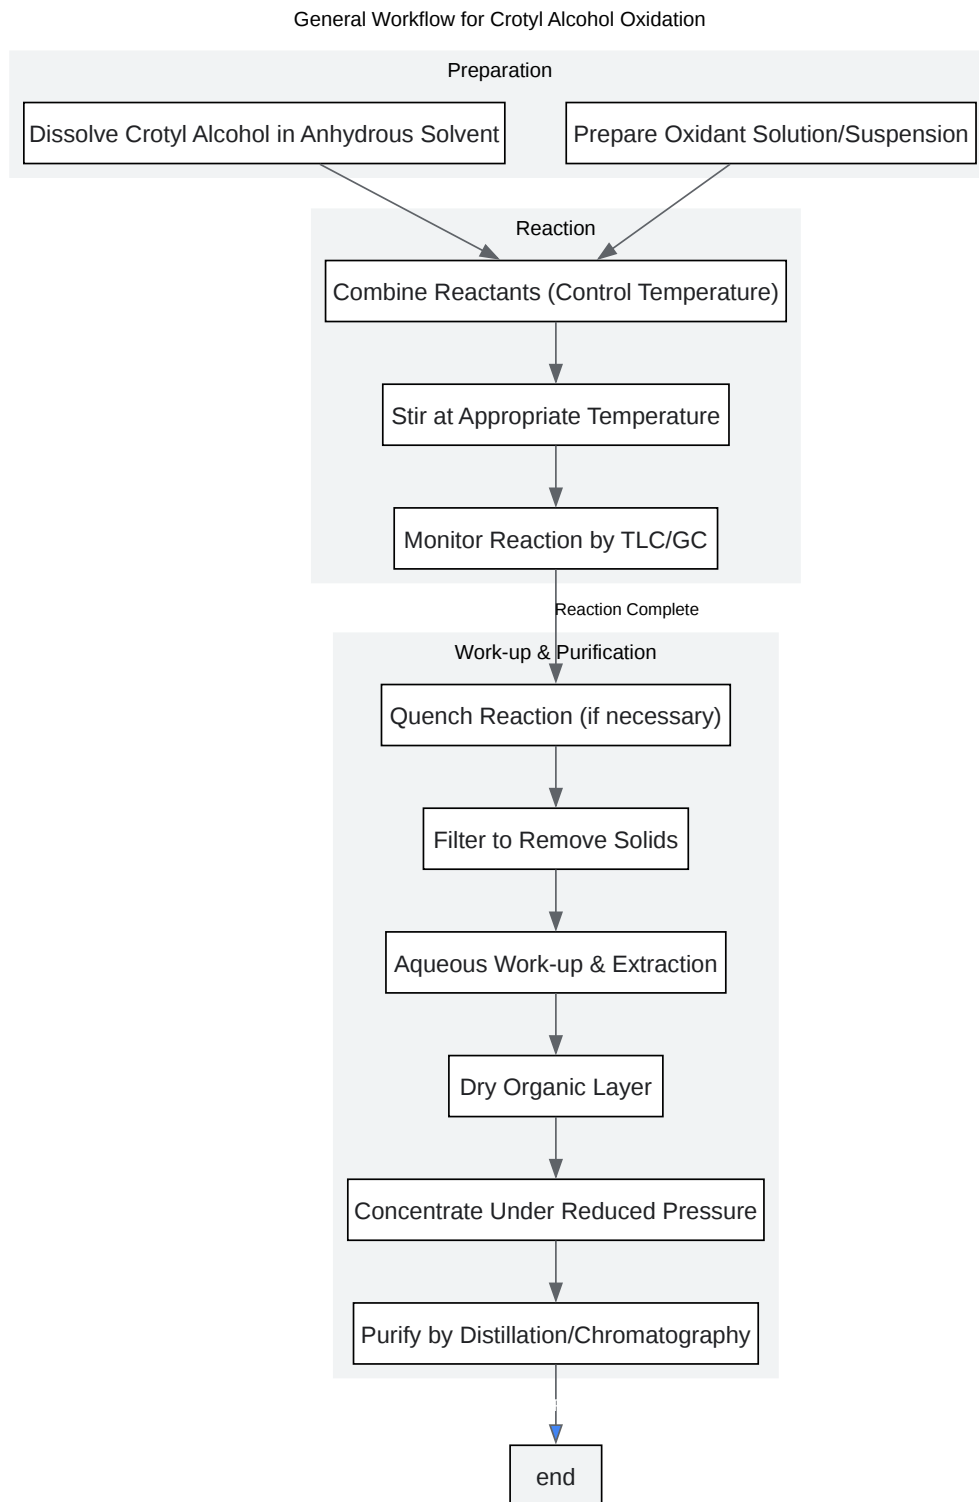 General Workflow for Crotyl Alcohol Oxidation
Preparation
Dissolve Crotyl Alcohol in Anhydrous Solvent
Prepare Oxidant Solution/Suspension
Reaction
Combine Reactants (Control Temperature)
Stir at Appropriate Temperature
Monitor Reaction by TLC/GC
Reaction Complete
Work-up & Purification
Quench Reaction (if necessary)
Filter to Remove Solids
Aqueous Work-up & Extraction
Dry Organic Layer
Concentrate Under Reduced Pressure
Purify by Distillation/Chromatography
end